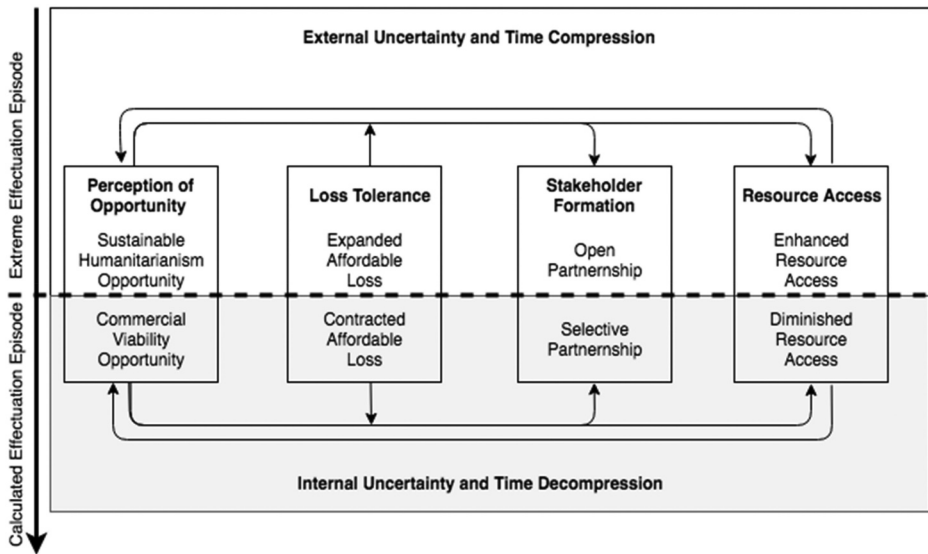 External Uncertainty and Time Compression
Extreme Effectuation Episode
Perception of
Opportunity
Sustainable
Humanitarianism
Opportunity
Loss Tolerance
Expanded
Affordable
Loss
Stakeholder
Formation
Open
Partnernship
Resource Access
Enhanced
Resource
Access
Calculated Effectuation Episode
Commercial
Viability
Opportunity
Contracted
Affordable
Loss
Selective
Partnernship
Diminished
Resource
Access
Internal Uncertainty and Time Decompression